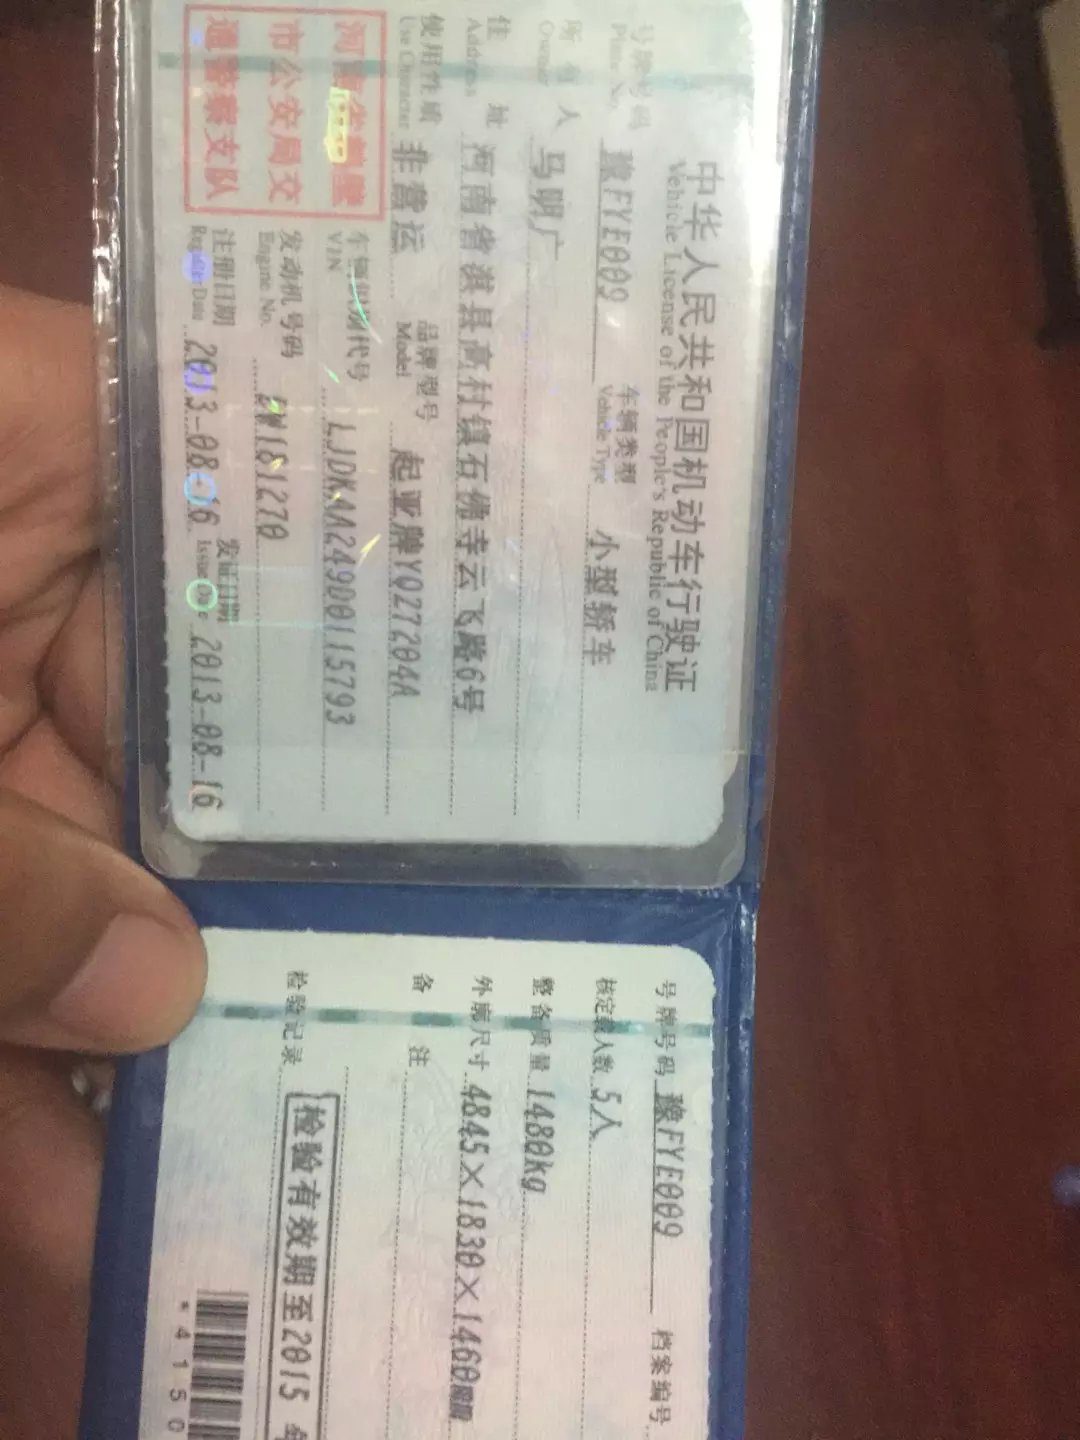 中华人民共和国机动车行驶证
Vehicle License of the People's Republic of China
号牌号码 豫FYE009 车辆类型 小型轿车
Plate No. Vehicle Type
所有人 马明广
Owner
住址 河南省淇县高村镇石佛寺云飞路6号
Address
使用性质 非营运 品牌型号 起亚牌YQZ7204A
Use Character Model
车辆识别代号 LJDKAA249D0115793
VIN
发动机号码
Engine No.
注册日期 2013-08-16 发证日期 2013-08-16
Register Date Issue Date
河南省鹤壁
市公安局交
通警察支队
号牌号码 豫FYE009 档案编号
核定载人数 5人
整备质量 1480kg
外廓尺寸 4845×1830×1460mm
备注
检验记录
检验有效期至2015年
*4150